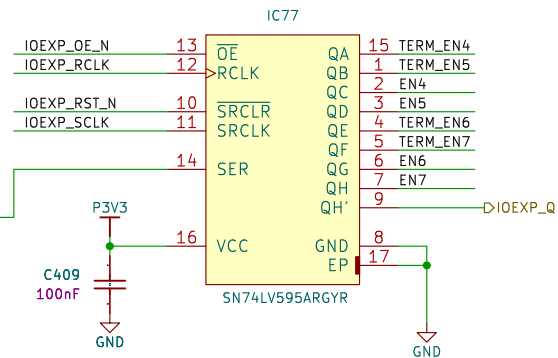 IC77
IOEXP_OE_N 13 OE QA 15 TERM_EN4
IOEXP_RCLK 12 RCLK QB 1 TERM_EN5
QC 2 EN4
IOEXP_RST_N 10 SRCLR QD 3 EN5
IOEXP_SCLK 11 SRCLK QE 4 TERM_EN6
QF 5 TERM_EN7
14 SER QG 6 EN6
QH 7 EN7
QH' 9 IOEXP_Q
P3V3
16 VCC GND 8
EP 17
C409
100nF
SN74LV595ARGYR
GND
GND